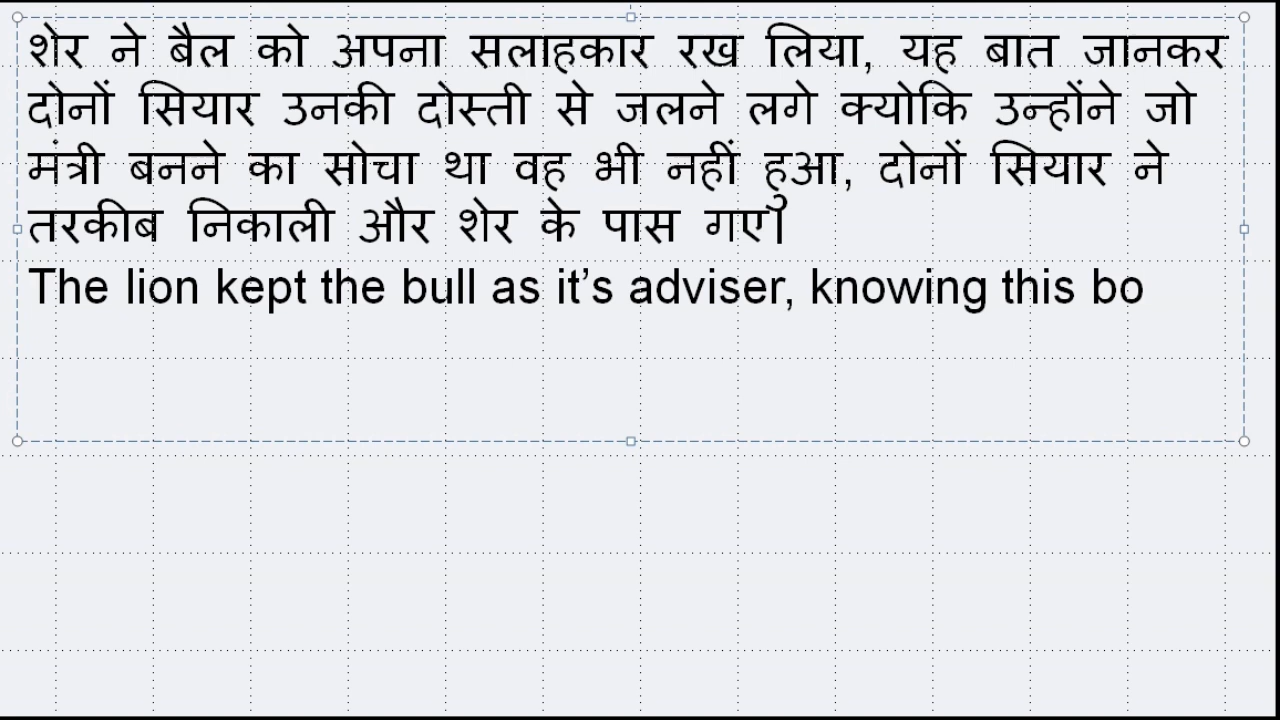 शेर ने बैल को अपना सलाहकार रख लिया, यह बात जानकर
दोनों सियार उनकी दोस्ती से जलने लगे क्योकि उन्होंने जो
मंत्री बनने का सोचा था वह भी नहीं हुआ, दोनों सियार ने
तरकीब निकाली और शेर के पास गए।
The lion kept the bull as it’s adviser, knowing this bo